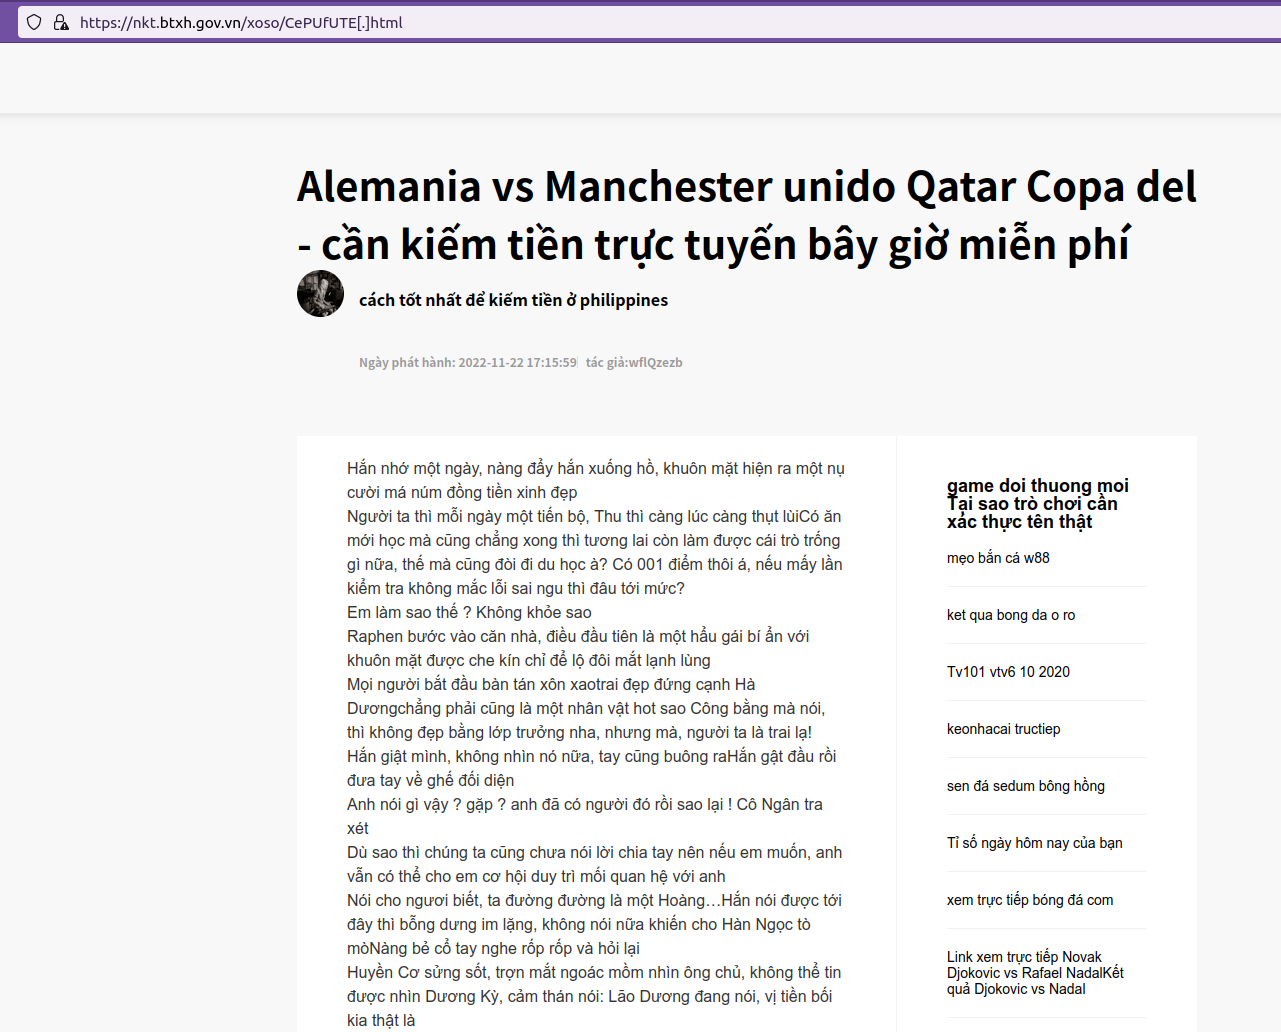 https://nkt.btxh.gov.vn/xoso/CePUfUTE[.]html
Alemania vs Manchester unido Qatar Copa del
- cần kiếm tiền trực tuyến bây giờ miễn phí
cách tốt nhất để kiếm tiền ở philippines
Ngày phát hành: 2022-11-22 17:15:59 tác giả:wflQzezb
Hắn nhớ một ngày, nàng đẩy hắn xuống hồ, khuôn mặt hiện ra một nụ
cười má núm đồng tiền xinh đẹp
Người ta thì mỗi ngày một tiến bộ, Thu thì càng lúc càng thụt lùiCó ăn
mới học mà cũng chẳng xong thì tương lai còn làm được cái trò trống
gì nữa, thế mà cũng đòi đi du học à? Có 001 điểm thôi á, nếu mấy lần
kiểm tra không mắc lỗi sai ngu thì đâu tới mức?
Em làm sao thế ? Không khỏe sao
Raphen bước vào căn nhà, điều đầu tiên là một hẩu gái bí ẩn với
khuôn mặt được che kín chỉ để lộ đôi mắt lạnh lùng
Mọi người bắt đầu bàn tán xôn xaotrai đẹp đứng cạnh Hà
Dươngchẳng phải cũng là một nhân vật hot sao Công bằng mà nói,
thì không đẹp bằng lớp trưởng nha, nhưng mà, người ta là trai lạ!
Hắn giật mình, không nhìn nó nữa, tay cũng buông raHắn gật đầu rồi
đưa tay về ghế đối diện
Anh nói gì vậy ? gặp ? anh đã có người đó rồi sao lại ! Cô Ngân tra
xét
Dù sao thì chúng ta cũng chưa nói lời chia tay nên nếu em muốn, anh
vẫn có thể cho em cơ hội duy trì mối quan hệ với anh
Nói cho ngươi biết, ta đường đường là một Hoàng…Hắn nói được tới
đây thì bỗng dưng im lặng, không nói nữa khiến cho Hàn Ngọc tò
mòNàng bẻ cổ tay nghe rốp rốp và hỏi lại
Huyền Cơ sửng sốt, trợn mắt ngoác mồm nhìn ông chủ, không thể tin
được nhìn Dương Kỳ, cảm thán nói: Lão Dương đang nói, vị tiền bối
kia thật là
game doi thuong moi
Tại sao trò chơi cần
xác thực tên thật
mẹo bắn cá w88
ket qua bong da o ro
Tv101 vtv6 10 2020
keonhacai tructiep
sen đá sedum bông hồng
Tỉ số ngày hôm nay của bạn
xem trực tiếp bóng đá com
Link xem trực tiếp Novak
Djokovic vs Rafael NadalKết
quả Djokovic vs Nadal